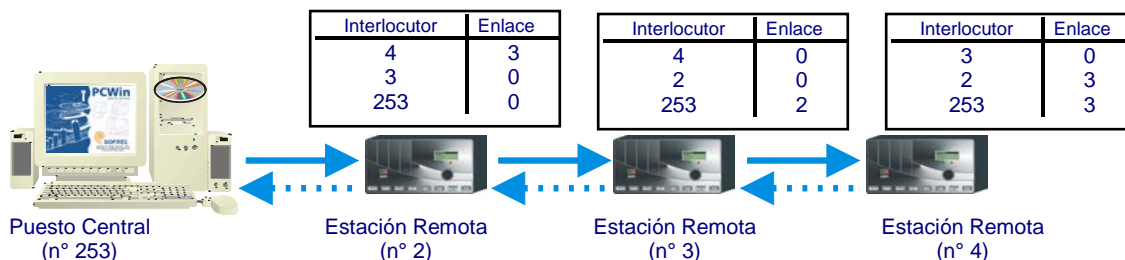 Interlocutor Enlace
4 3
3 0
253 0
Interlocutor Enlace
4 0
2 0
253 2
Interlocutor Enlace
3 0
2 3
253 3
PCWin
SOFREL
Puesto Central
(n° 253)
Estación Remota
(n° 2)
Estación Remota
(n° 3)
Estación Remota
(n° 4)